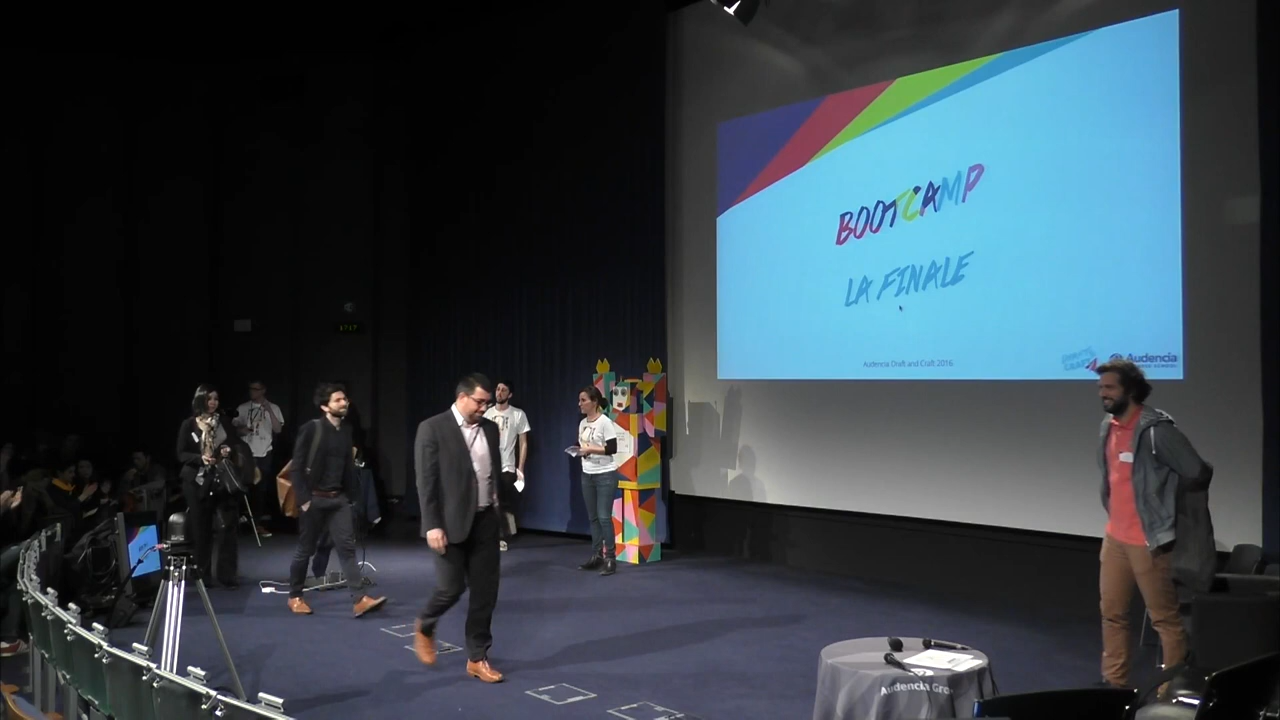 BOOTCAMP
LA FINALE
Audencia Draft and Craft 2016
Audencia
Audencia Gro